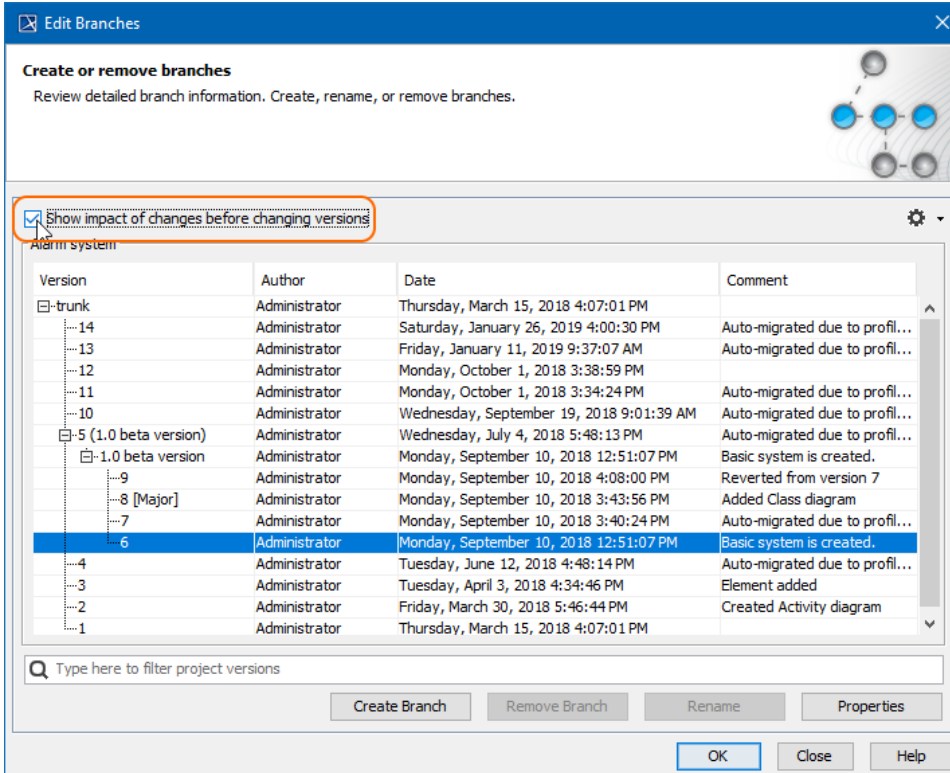 Edit Branches
Create or remove branches
Review detailed branch information. Create, rename, or remove branches.
Show impact of changes before changing versions
Alarm system
Version Author Date Comment
trunk Administrator Thursday, March 15, 2018 4:07:01 PM
14 Administrator Saturday, January 26, 2019 4:00:30 PM Auto-migrated due to profil...
13 Administrator Friday, January 11, 2019 9:37:07 AM Auto-migrated due to profil...
12 Administrator Monday, October 1, 2018 3:38:59 PM
11 Administrator Monday, October 1, 2018 3:34:24 PM Auto-migrated due to profil...
10 Administrator Wednesday, September 19, 2018 9:01:39 AM Auto-migrated due to profil...
5 (1.0 beta version) Administrator Wednesday, July 4, 2018 5:48:13 PM Auto-migrated due to profil...
1.0 beta version Administrator Monday, September 10, 2018 12:51:07 PM Basic system is created.
9 Administrator Monday, September 10, 2018 4:08:00 PM Reverted from version 7
8 [Major] Administrator Monday, September 10, 2018 3:43:56 PM Added Class diagram
7 Administrator Monday, September 10, 2018 3:40:24 PM Auto-migrated due to profil...
6 Administrator Monday, September 10, 2018 12:51:07 PM Basic system is created.
4 Administrator Tuesday, June 12, 2018 4:48:14 PM Auto-migrated due to profil...
3 Administrator Tuesday, April 3, 2018 4:34:46 PM Element added
2 Administrator Friday, March 30, 2018 5:46:44 PM Created Activity diagram
1 Administrator Thursday, March 15, 2018 4:07:01 PM
Type here to filter project versions
Create Branch Remove Branch Rename Properties
OK Close Help